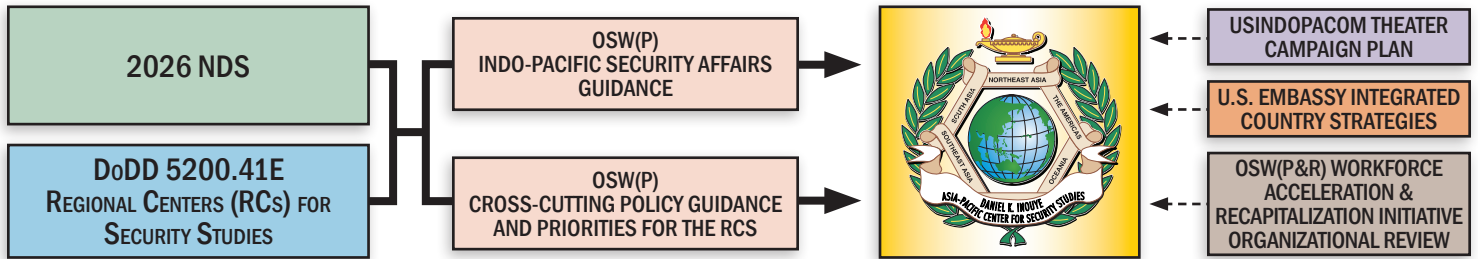 2026 NDS
DoDD 5200.41E
Regional Centers (RCs) for
Security Studies
OSW(P)
INDO-PACIFIC SECURITY AFFAIRS
GUIDANCE
OSW(P)
CROSS-CUTTING POLICY GUIDANCE
AND PRIORITIES FOR THE RCS
NORTHEAST ASIA
SOUTH ASIA
THE AMERICAS
SOUTHEAST ASIA
OCEANIA
DANIEL K. INOUYE
ASIA-PACIFIC CENTER FOR SECURITY STUDIES
USINDOPACOM THEATER
CAMPAIGN PLAN
U.S. EMBASSY INTEGRATED
COUNTRY STRATEGIES
OSW(P&R) WORKFORCE
ACCELERATION &
RECAPITALIZATION INITIATIVE
ORGANIZATIONAL REVIEW